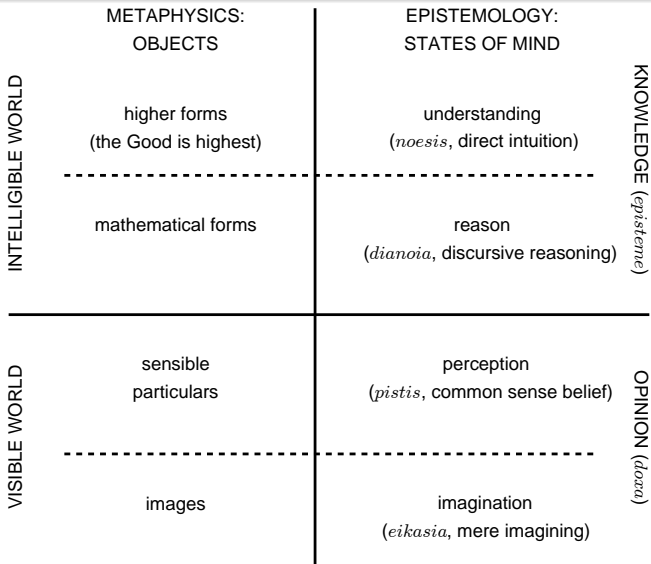 METAPHYSICS:
OBJECTS
EPISTEMOLOGY:
STATES OF MIND
INTELLIGIBLE WORLD
higher forms
(the Good is highest)
understanding
(noesis, direct intuition)
KNOWLEDGE (episteme)
mathematical forms
reason
(dianoia, discursive reasoning)
VISIBLE WORLD
sensible
particulars
perception
(pistis, common sense belief)
OPINION (doxa)
images
imagination
(eikasia, mere imagining)